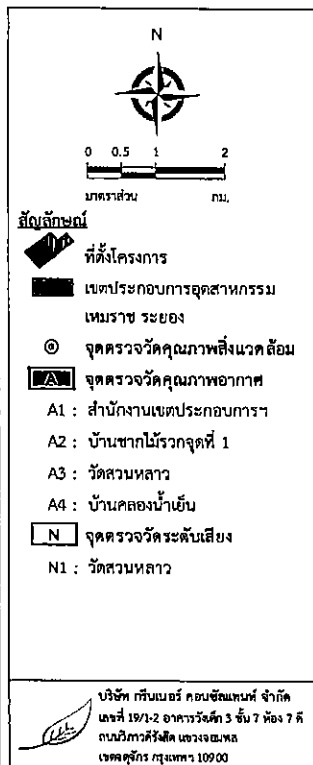 N
0 0.5 1 2
มาตราส่วน กม.
สัญลักษณ์
ที่ตั้งโครงการ
เขตประกอบการอุตสาหกรรม
เหมราช ระยอง
จุดตรวจวัดคุณภาพสิ่งแวดล้อม
A จุดตรวจวัดคุณภาพอากาศ
A1 : สำนักงานเขตประกอบการฯ
A2 : บ้านซากไม้รวกจุดที่ 1
A3 : วัดสวนหลาว
A4 : บ้านคลองน้ำเย็น
N จุดตรวจวัดระดับเสียง
N1 : วัดสวนหลาว
บริษัท กรีนเนอร์ คอนซัลแทนท์ จำกัด
เลขที่ 19/1-2 อาคารวังเด็ก 3 ชั้น 7 ห้อง 7 ดี
ถนนวิภาวดีรังสิต แขวงจอมพล
เขตจตุจักร กรุงเทพฯ 10900